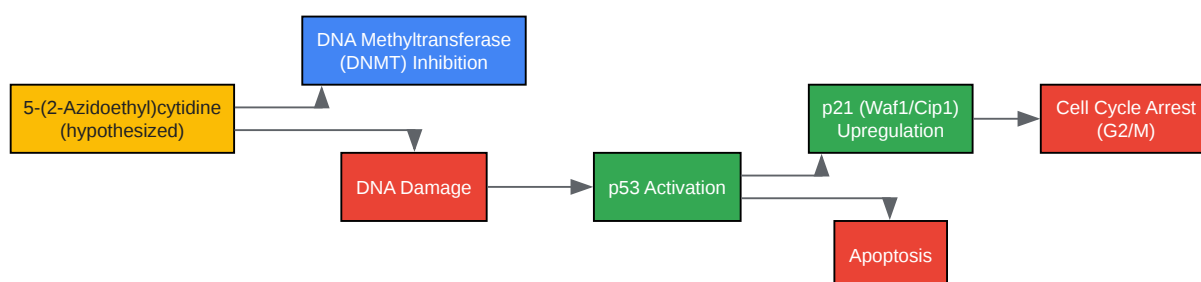 5-(2-Azidoethyl)cytidine
(hypothesized)
DNA Methyltransferase
(DNMT) Inhibition
DNA Damage
p53 Activation
p21 (Waf1/Cip1)
Upregulation
Apoptosis
Cell Cycle Arrest
(G2/M)